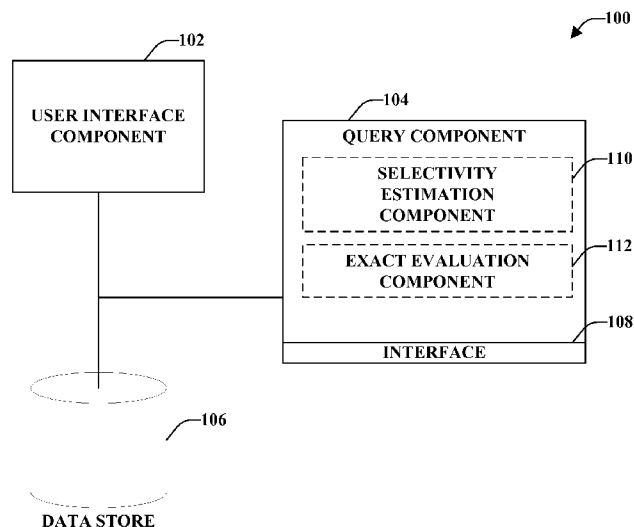 100
102
USER INTERFACE
COMPONENT
104
QUERY COMPONENT
110
SELECTIVITY
ESTIMATION
COMPONENT
112
EXACT EVALUATION
COMPONENT
108
INTERFACE
106
DATA STORE